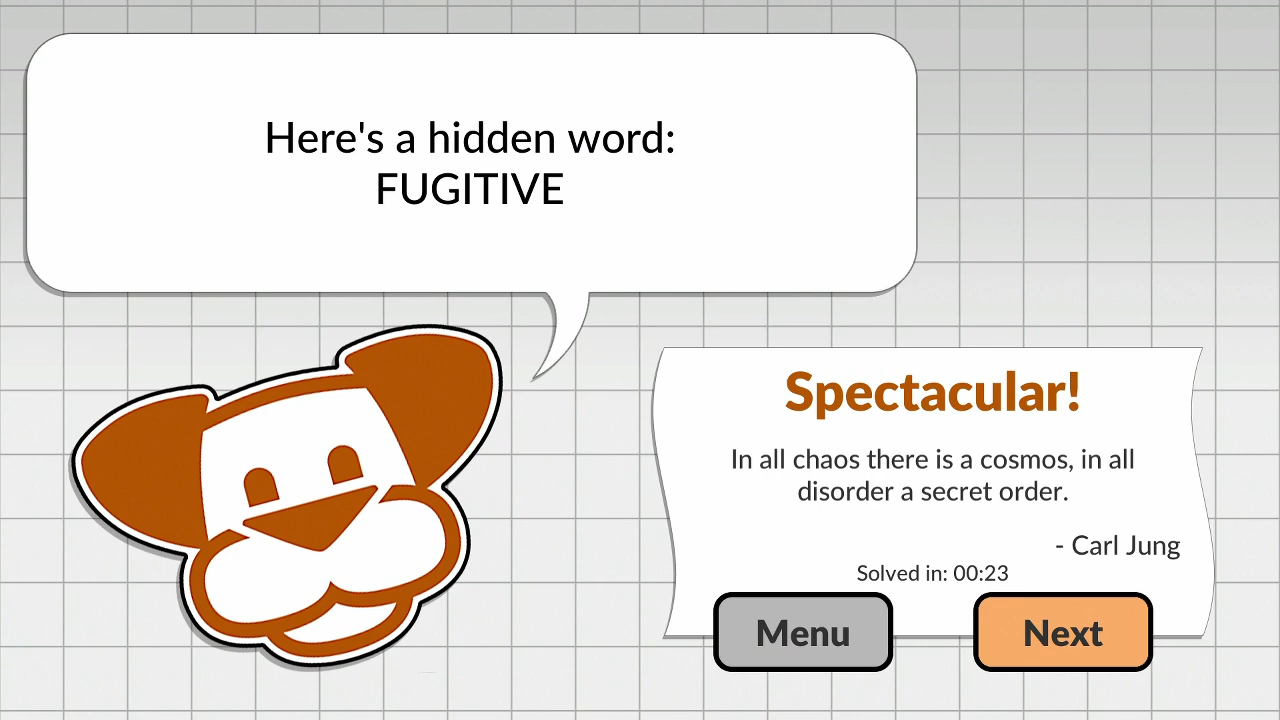 Here's a hidden word:
FUGITIVE
Spectacular!
In all chaos there is a cosmos, in all
disorder a secret order.
- Carl Jung
Solved in: 00:23
Menu
Next